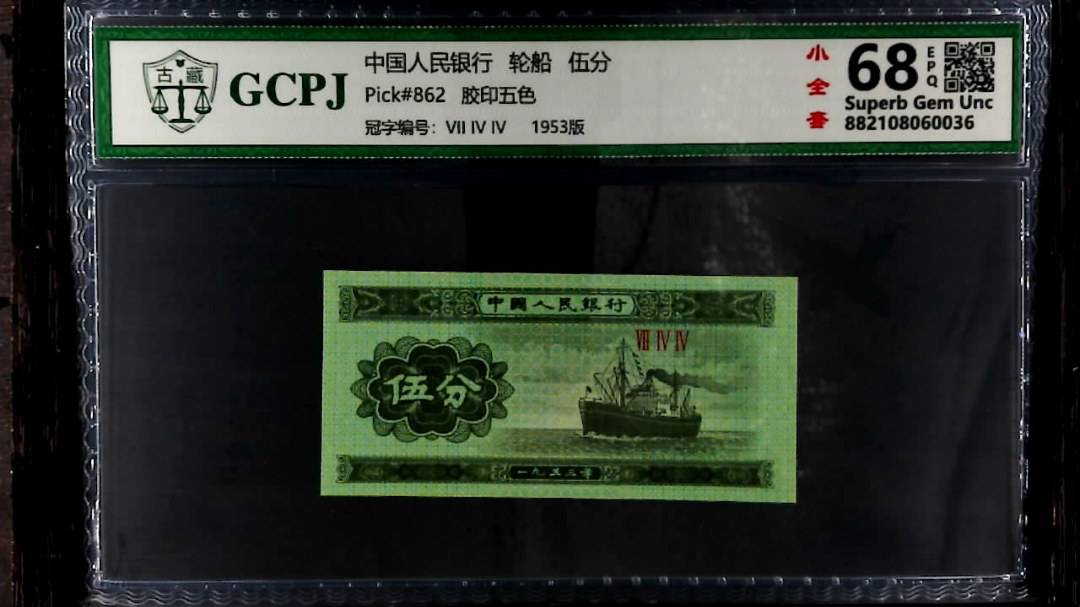 古藏
GCPJ
中国人民银行 轮船 伍分
Pick#862 胶印五色
冠字编号: VII IV IV 1953版
小全套
68
EPQ
Superb Gem Unc
882108060036
中國人民銀行
VII IV IV
伍分
一九五三年